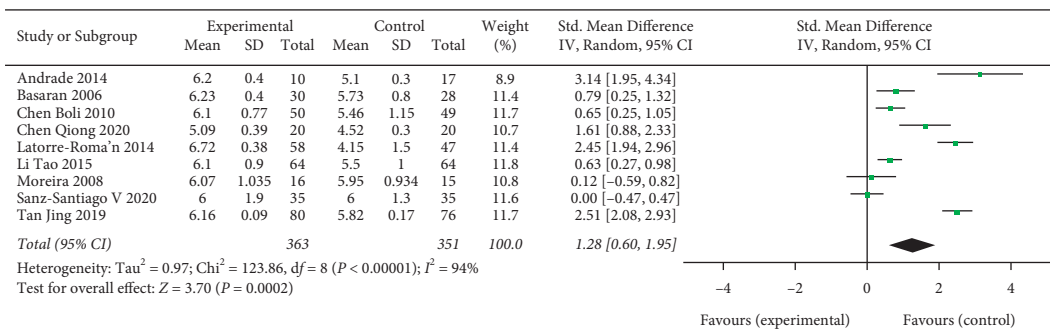 Experimental Control Weight Std. Mean Difference Std. Mean Difference
Study or Subgroup
Mean SD Total Mean SD Total (%) IV, Random, 95% CI IV, Random, 95% CI
Andrade 2014 6.2 0.4 10 5.1 0.3 17 8.9 3.14 [1.95, 4.34]
Basaran 2006 6.23 0.4 30 5.73 0.8 28 11.4 0.79 [0.25, 1.32]
Chen Boli 2010 6.1 0.77 50 5.46 1.15 49 11.7 0.65 [0.25, 1.05]
Chen Qiong 2020 5.09 0.39 20 4.52 0.3 20 10.7 1.61 [0.88, 2.33]
Latorre-Roma'n 2014 6.72 0.38 58 4.15 1.5 47 11.4 2.45 [1.94, 2.96]
Li Tao 2015 6.1 0.9 64 5.5 1 64 11.8 0.63 [0.27, 0.98]
Moreira 2008 6.07 1.035 16 5.95 0.934 15 10.8 0.12 [−0.59, 0.82]
Sanz-Santiago V 2020 6 1.9 35 6 1.3 35 11.6 0.00 [−0.47, 0.47]
Tan Jing 2019 6.16 0.09 80 5.82 0.17 76 11.7 2.51 [2.08, 2.93]
Total (95% CI) 363 351 100.0 1.28 [0.60, 1.95]
Heterogeneity: Tau² = 0.97; Chi² = 123.86, df = 8 (P < 0.00001); I² = 94%
Test for overall effect: Z = 3.70 (P = 0.0002)
−4 −2 0 2 4
Favours (experimental) Favours (control)